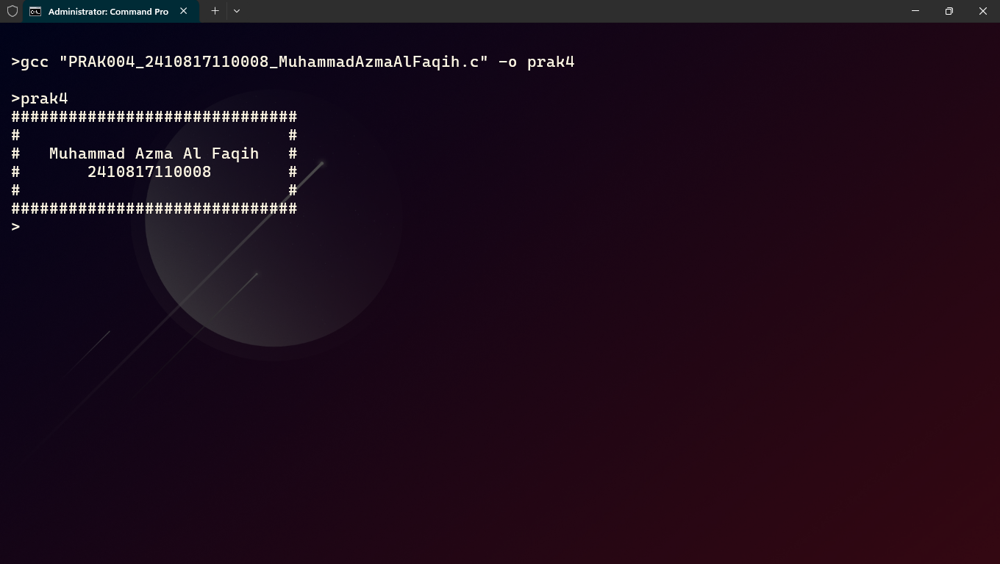 Administrator: Command Pro
>gcc "PRAK004_2410817110008_MuhammadAzmaAlFaqih.c" -o prak4
>prak4
##############################
#                            #
#   Muhammad Azma Al Faqih   #
#       2410817110008        #
#                            #
##############################
>